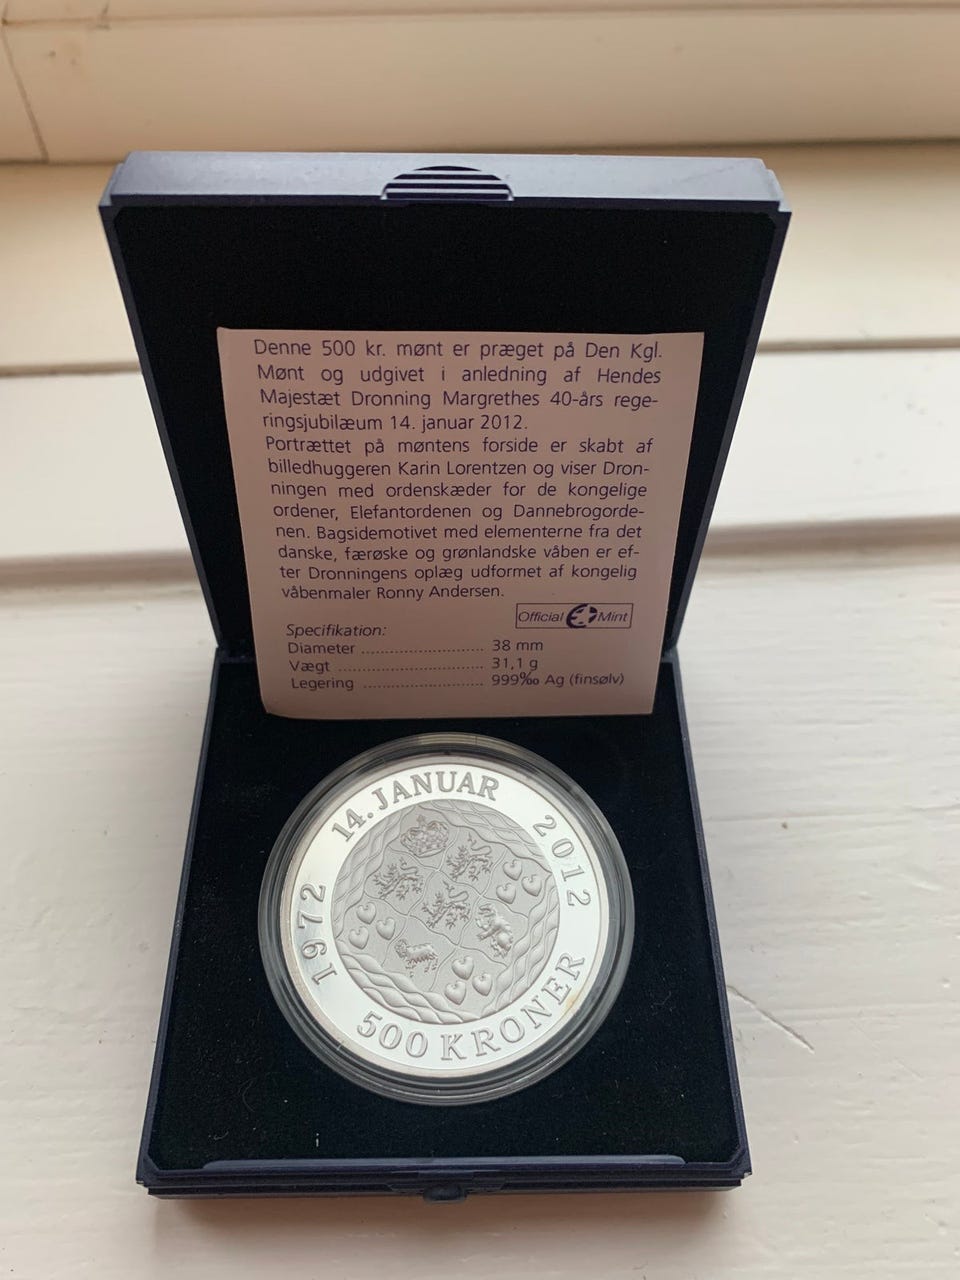 Denne 500 kr. mønt er præget på Den Kgl.
Mønt og udgivet i anledning af Hendes
Majestæt Dronning Margrethes 40-års rege-
ringsjubilæum 14. januar 2012.
Portrættet på møntens forside er skabt af
billedhuggeren Karin Lorentzen og viser Dron-
ningen med ordenskæder for de kongelige
ordener, Elefantordenen og Dannebrogorde-
nen. Bagsidemotivet med elementerne fra det
danske, færøske og grønlandske våben er ef-
ter Dronningens oplæg udformet af kongelig
våbenmaler Ronny Andersen.
Official Mint
Specifikation:
Diameter ............................ 38 mm
Vægt ................................. 31,1 g
Legering ............................ 999‰ Ag (finsølv)
1972 14. JANUAR 2012
500 KRONER